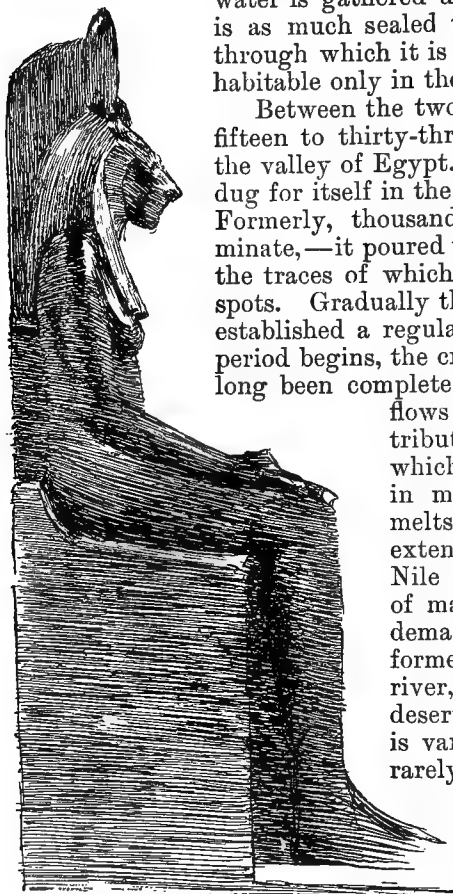 water is gathered a
is as much sealed
through which it is
habitable only in the
Between the two
fifteen to thirty-thr
the valley of Egypt.
dug for itself in the
Formerly, thousand
minate,—it poured
the traces of which
spots. Gradually th
established a regula
period begins, the c
long been complete
flows
tribut
which
in m
melts
exten
Nile
of ma
dema
forme
river,
deser
is var
rarely